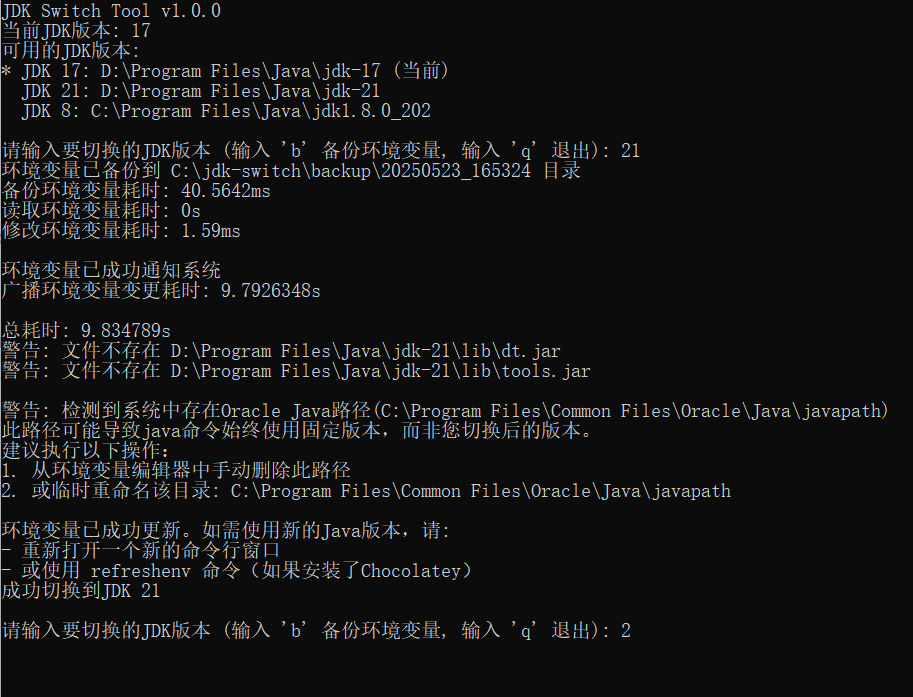 JDK Switch Tool v1.0.0
当前JDK版本: 17
可用的JDK版本:
* JDK 17: D:\Program Files\Java\jdk-17 (当前)
JDK 21: D:\Program Files\Java\jdk-21
JDK 8: C:\Program Files\Java\jdk1.8.0_202
请输入要切换的JDK版本 (输入 'b' 备份环境变量, 输入 'q' 退出): 21
环境变量已备份到 C:\jdk-switch\backup\20250523_165324 目录
备份环境变量耗时: 40.5642ms
读取环境变量耗时: 0s
修改环境变量耗时: 1.59ms
环境变量已成功通知系统
广播环境变量变更耗时: 9.7926348s
总耗时: 9.834789s
警告: 文件不存在 D:\Program Files\Java\jdk-21\lib\dt.jar
警告: 文件不存在 D:\Program Files\Java\jdk-21\lib\tools.jar
警告: 检测到系统中存在Oracle Java路径(C:\Program Files\Common Files\Oracle\Java\javapath)
此路径可能导致java命令始终使用固定版本，而非您切换后的版本。
建议执行以下操作:
1. 从环境变量编辑器中手动删除此路径
2. 或临时重命名该目录: C:\Program Files\Common Files\Oracle\Java\javapath
环境变量已成功更新。如需使用新的Java版本，请:
- 重新打开一个新的命令行窗口
- 或使用 refreshenv 命令（如果安装了Chocolatey）
成功切换到JDK 21
请输入要切换的JDK版本 (输入 'b' 备份环境变量, 输入 'q' 退出): 2